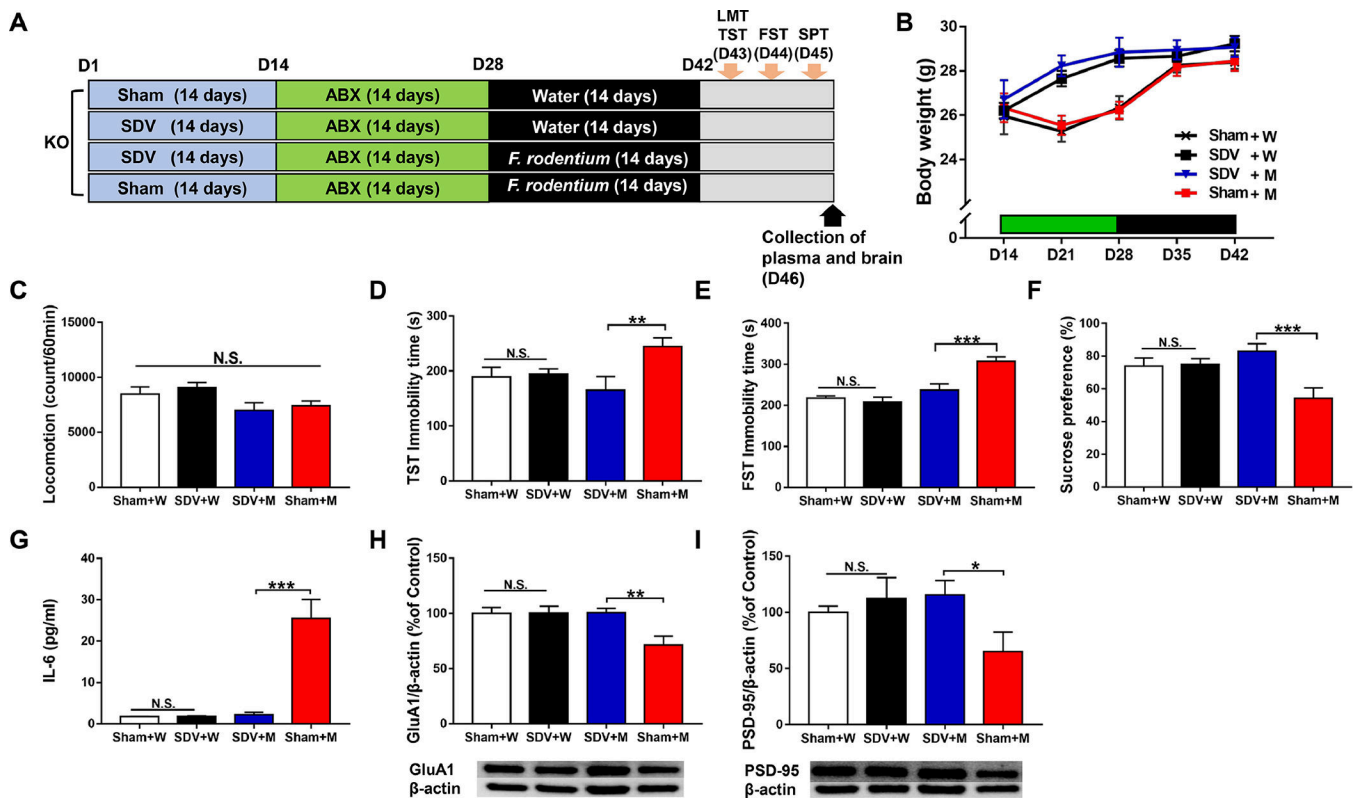 A
LMT
TST FST SPT
(D43) (D44) (D45)
D1 D14 D28 D42
KO
Sham (14 days) ABX (14 days) Water (14 days)
SDV (14 days) ABX (14 days) Water (14 days)
SDV (14 days) ABX (14 days) F. rodentium (14 days)
Sham (14 days) ABX (14 days) F. rodentium (14 days)
Collection of
plasma and brain
(D46)
B
Body weight (g)
30
28
26
24
0
D14 D21 D28 D35 D42
Sham + W
SDV + W
SDV + M
Sham + M
C
Locomotion (count/60min)
15000
10000
5000
0
N.S.
Sham+W SDV+W SDV+M Sham+M
D
TST Immobility time (s)
300
200
100
0
N.S.
**
Sham+W SDV+W SDV+M Sham+M
E
FST Immobility time (s)
400
300
200
100
0
N.S.
***
Sham+W SDV+W SDV+M Sham+M
F
Sucrose preference (%)
100
80
60
40
20
0
N.S.
***
Sham+W SDV+W SDV+M Sham+M
G
IL-6 (pg/ml)
40
30
20
10
0
N.S.
***
Sham+W SDV+W SDV+M Sham+M
H
GluA1/β-actin (%of Control)
150
100
50
0
N.S.
**
Sham+W SDV+W SDV+M Sham+M
GluA1
β-actin
I
PSD-95/β-actin (%of Control)
150
100
50
0
N.S.
*
Sham+W SDV+W SDV+M Sham+M
PSD-95
β-actin